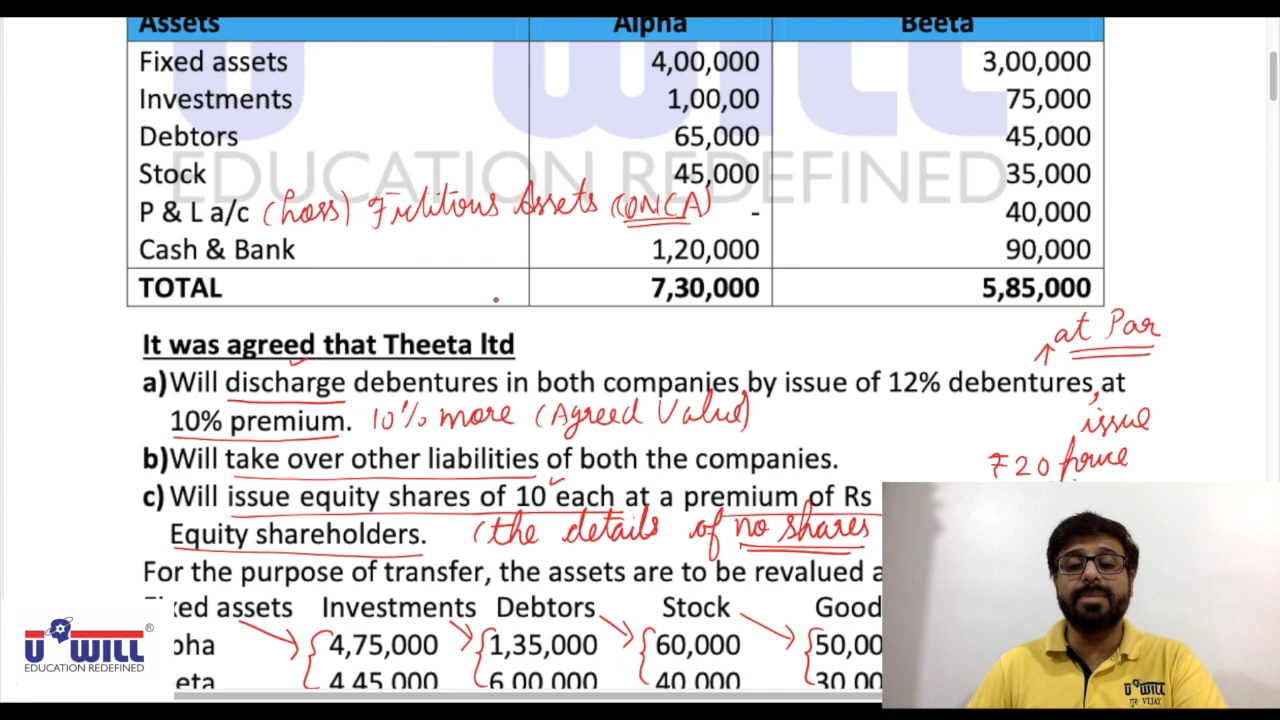 Assets Alpha Beeta
Fixed assets 4,00,000 3,00,000
Investments 1,00,00 75,000
Debtors 65,000 45,000
EDUCATION REDEFINED
Stock 45,000 35,000
P & L a/c (Loss) Fictitious Assets (ONCA) - 40,000
Cash & Bank 1,20,000 90,000
TOTAL 7,30,000 5,85,000
at Par
It was agreed that Theeta ltd
a) Will discharge debentures in both companies by issue of 12% debentures, at
10% premium. 10% more (Agreed Value)
issue
b) Will take over other liabilities of both the companies.
₹20
c) Will issue equity shares of 10 each at a premium of Rs
Equity shareholders. (the details of no shares
For the purpose of transfer, the assets are to be revalued a
xed assets Investments Debtors Stock Good
pha 4,75,000 1,35,000 60,000 50,00
eta 4,45,000 6,00,000 40,000 30,00
U WILL ®
EDUCATION REDEFINED
U WILL
VIJAY